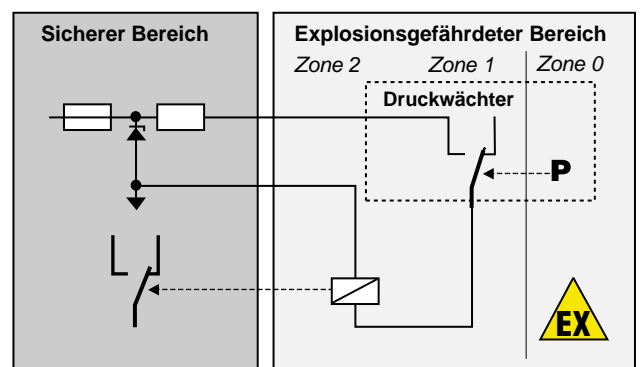 Sicherer Bereich
Explosionsgefährdeter Bereich
Zone 2
Zone 1
Zone 0
Druckwächter
P
EX